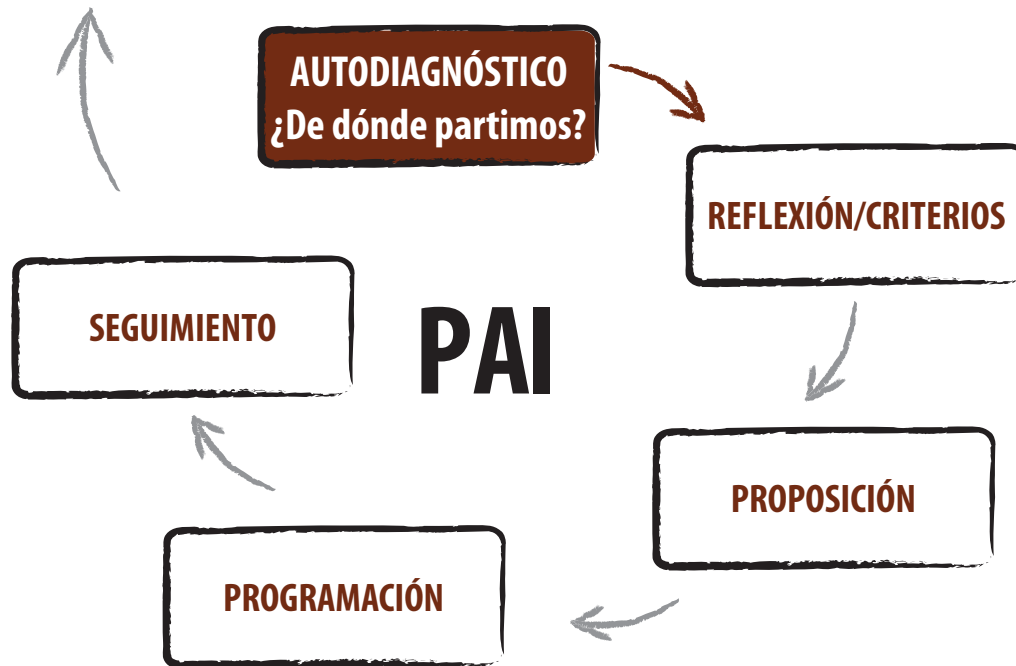 AUTODIAGNÓSTICO
¿De dónde partimos?
REFLEXIÓN/CRITERIOS
SEGUIMIENTO
PAI
PROPOSICIÓN
PROGRAMACIÓN